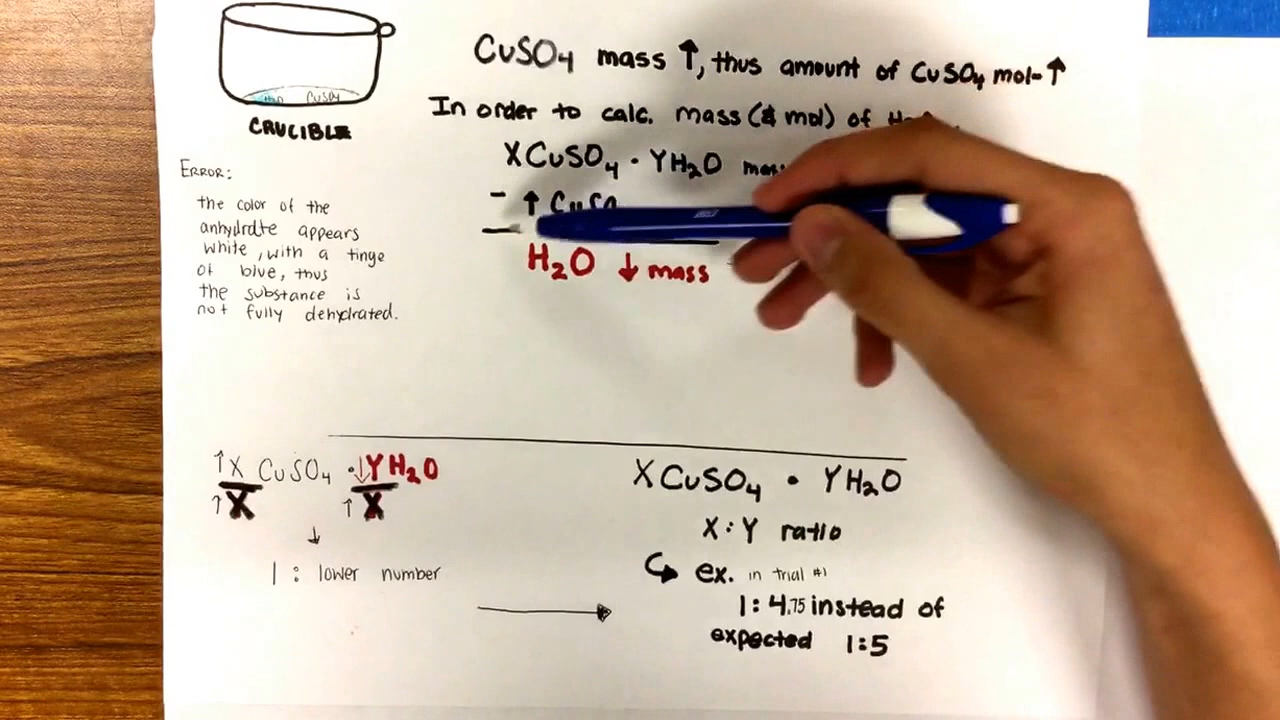 H2O CuSO4
CRUCIBLE
CuSO4 mass ↑, thus amount of CuSO4 mol- ↑
In order to calc. mass (& mol) of
XCuSO4 · YH2O
- ↑
H2O ↓ mass
ERROR:
the color of the
anhydrate appears
white, with a tinge
of blue, thus
the substance is
not fully dehydrated.
↑X CuSO4 · ↓YH2O
↑X ↑X
↓
1 : lower number
→
XCuSO4 · YH2O
X : Y ratio
↪ ex. in trial #1
1: 4.75 instead of
expected 1:5